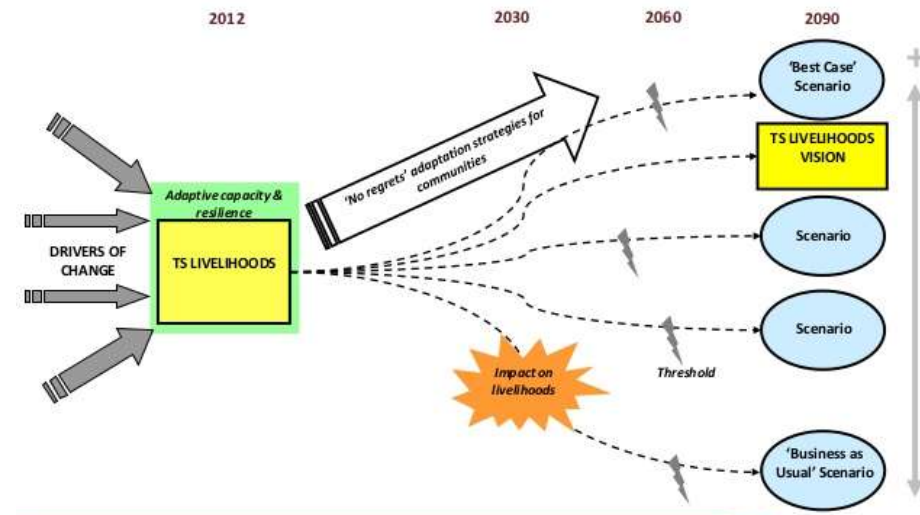 2012
2030
2060
2090
+
'Best Case'
Scenario
TS LIVELIHOODS
VISION
'No regrets' adaptation strategies for
communities
Adaptive capacity &
resilience
TS LIVELIHOODS
DRIVERS OF
CHANGE
Scenario
Scenario
Impact on
livelihoods
Threshold
'Business as
Usual' Scenario